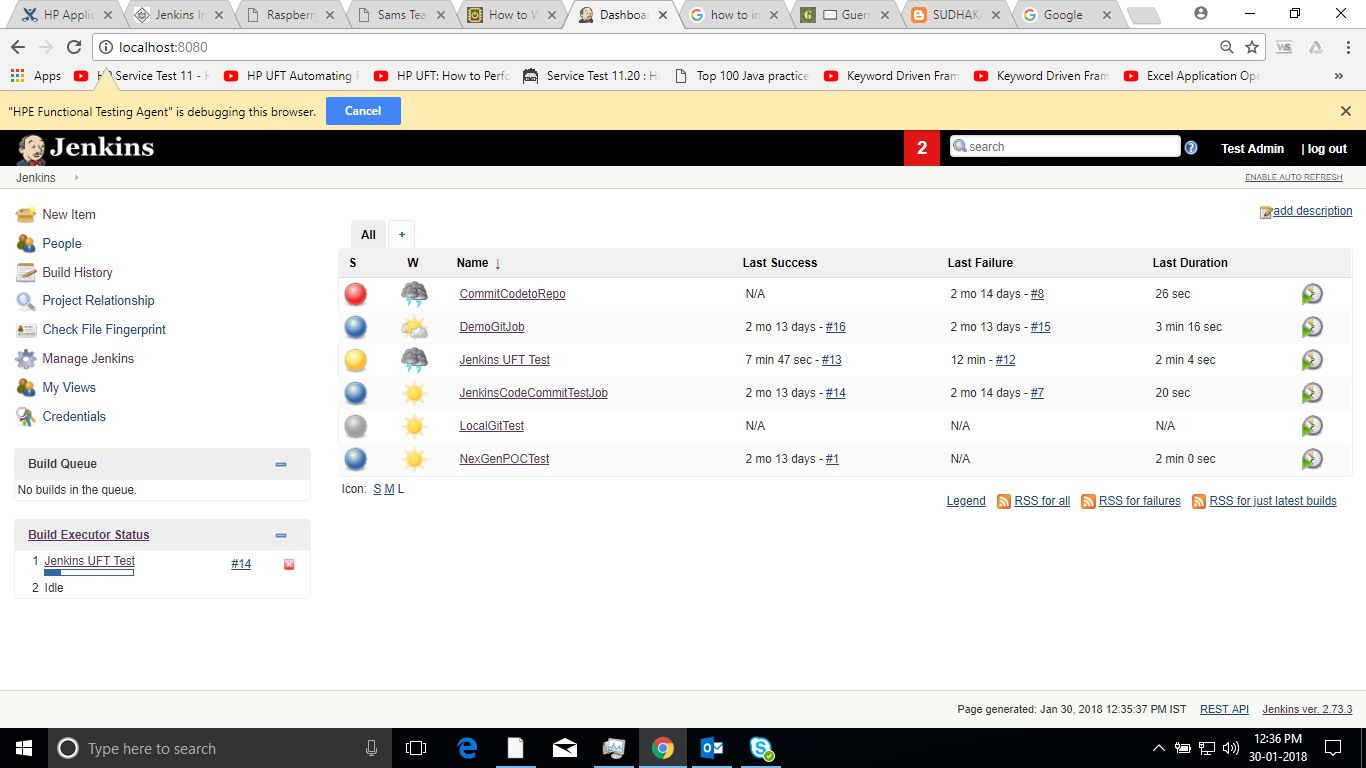 HP Applic Jenkins In Raspberry Sams Tea How to W Dashboar how to in Guerr SUDHAKA Google
localhost:8080
Apps HP Service Test 11 - H HP UFT Automating HP UFT: How to Perfo Service Test 11.20 : Ho Top 100 Java practice Keyword Driven Fram Keyword Driven Fram Excel Application Ope »
"HPE Functional Testing Agent" is debugging this browser. Cancel
Jenkins 2 search Test Admin | log out
Jenkins ENABLE AUTO REFRESH
New Item
People
Build History
Project Relationship
Check File Fingerprint
Manage Jenkins
My Views
Credentials
Build Queue
No builds in the queue.
Build Executor Status
1 Jenkins UFT Test #14
2 Idle
add description
All +
S W Name ↓ Last Success Last Failure Last Duration
CommitCodetoRepo N/A 2 mo 14 days - #8 26 sec
DemoGitJob 2 mo 13 days - #16 2 mo 13 days - #15 3 min 16 sec
Jenkins UFT Test 7 min 47 sec - #13 12 min - #12 2 min 4 sec
JenkinsCodeCommitTestJob 2 mo 13 days - #14 2 mo 14 days - #7 20 sec
LocalGitTest N/A N/A N/A
NexGenPOCTest 2 mo 13 days - #1 N/A 2 min 0 sec
Icon: S M L
Legend RSS for all RSS for failures RSS for just latest builds
Page generated: Jan 30, 2018 12:35:37 PM IST REST API Jenkins ver. 2.73.3
Type here to search
12:36 PM
30-01-2018